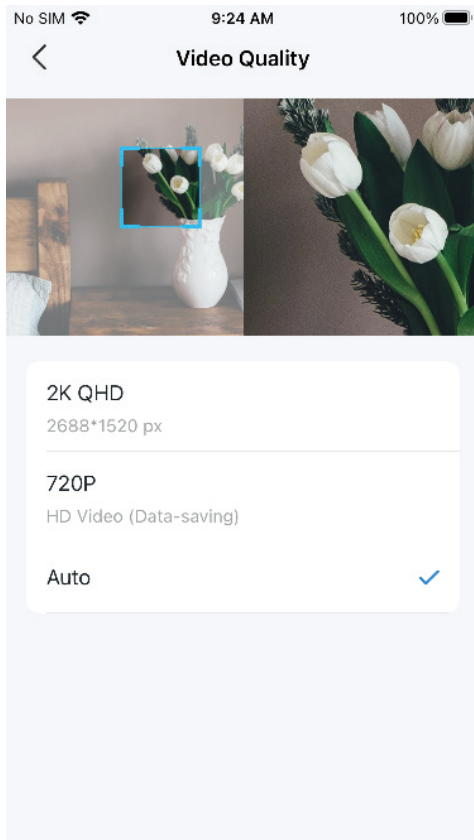 No SIM 9:24 AM 100%
Video Quality
2K QHD
2688*1520 px
720P
HD Video (Data-saving)
Auto